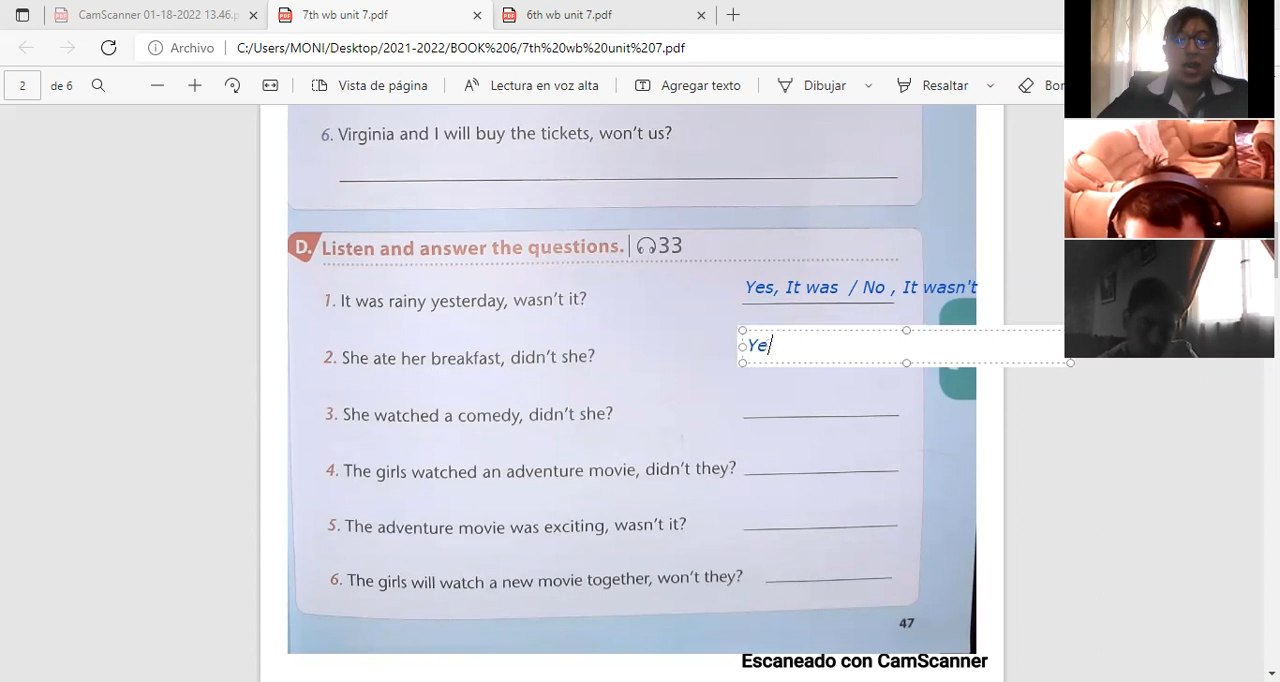 CamScanner 01-18-2022 13.46.p
7th wb unit 7.pdf
6th wb unit 7.pdf
Archivo
C:/Users/MONI/Desktop/2021-2022/BOOK%206/7th%20wb%20unit%207.pdf
2 de 6
Vista de página
Lectura en voz alta
Agregar texto
Dibujar
Resaltar
Bor
6. Virginia and I will buy the tickets, won't us?
D. Listen and answer the questions. 33
1. It was rainy yesterday, wasn't it? Yes, It was / No , It wasn't
2. She ate her breakfast, didn't she? Ye
3. She watched a comedy, didn't she?
4. The girls watched an adventure movie, didn't they?
5. The adventure movie was exciting, wasn't it?
6. The girls will watch a new movie together, won't they?
47
Escaneado con CamScanner